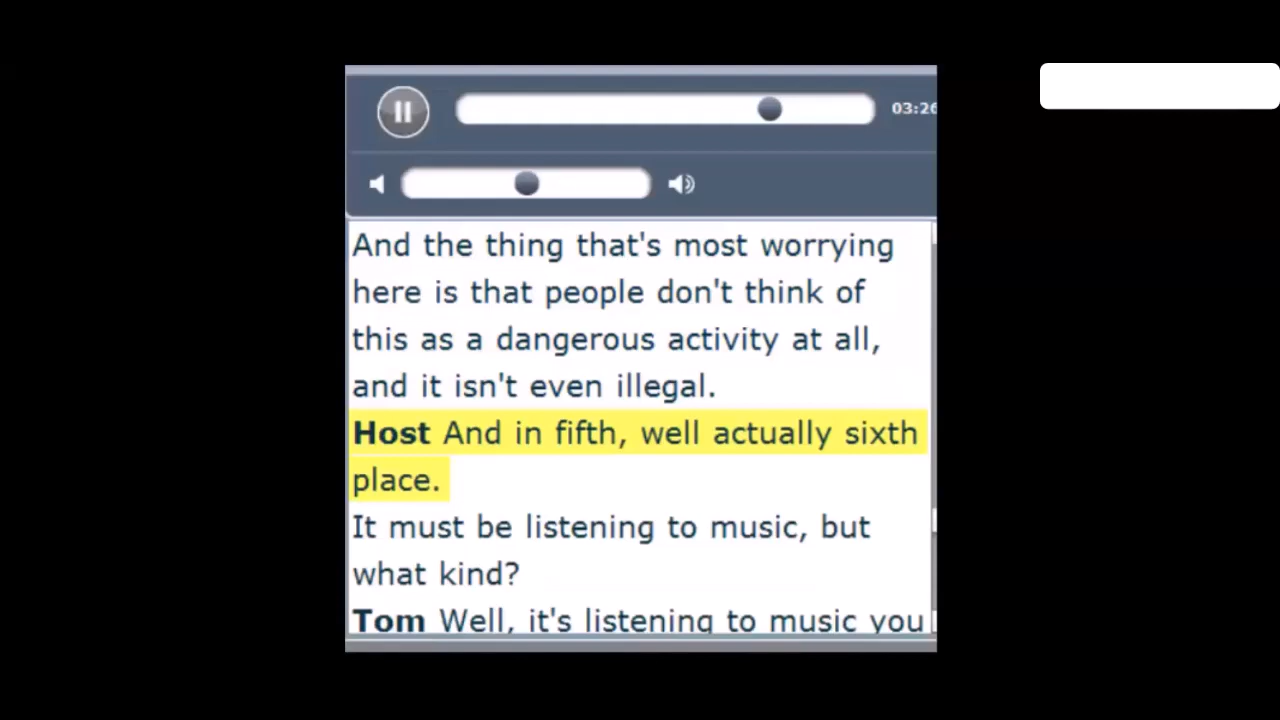 03:26
And the thing that's most worrying
here is that people don't think of
this as a dangerous activity at all,
and it isn't even illegal.
Host And in fifth, well actually sixth
place.
It must be listening to music, but
what kind?
Tom Well, it's listening to music you